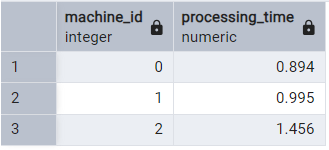 machine_id processing_time
integer numeric
1 0 0.894
2 1 0.995
3 2 1.456